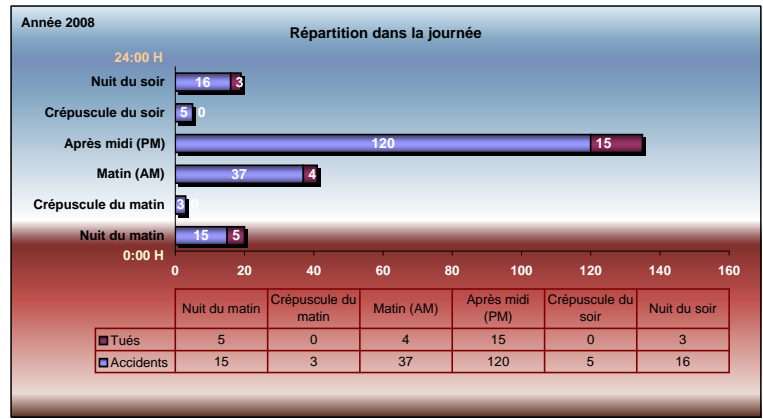 Année 2008
Répartition dans la journée
24:00 H
Nuit du soir 16 3
Crépuscule du soir 5 0
Après midi (PM) 120 15
Matin (AM) 37 4
Crépuscule du matin 3 0
Nuit du matin 15 5
0:00 H
0 20 40 60 80 100 120 140 160
Nuit du matin Crépuscule du matin Matin (AM) Après midi (PM) Crépuscule du soir Nuit du soir
Tués 5 0 4 15 0 3
Accidents 15 3 37 120 5 16